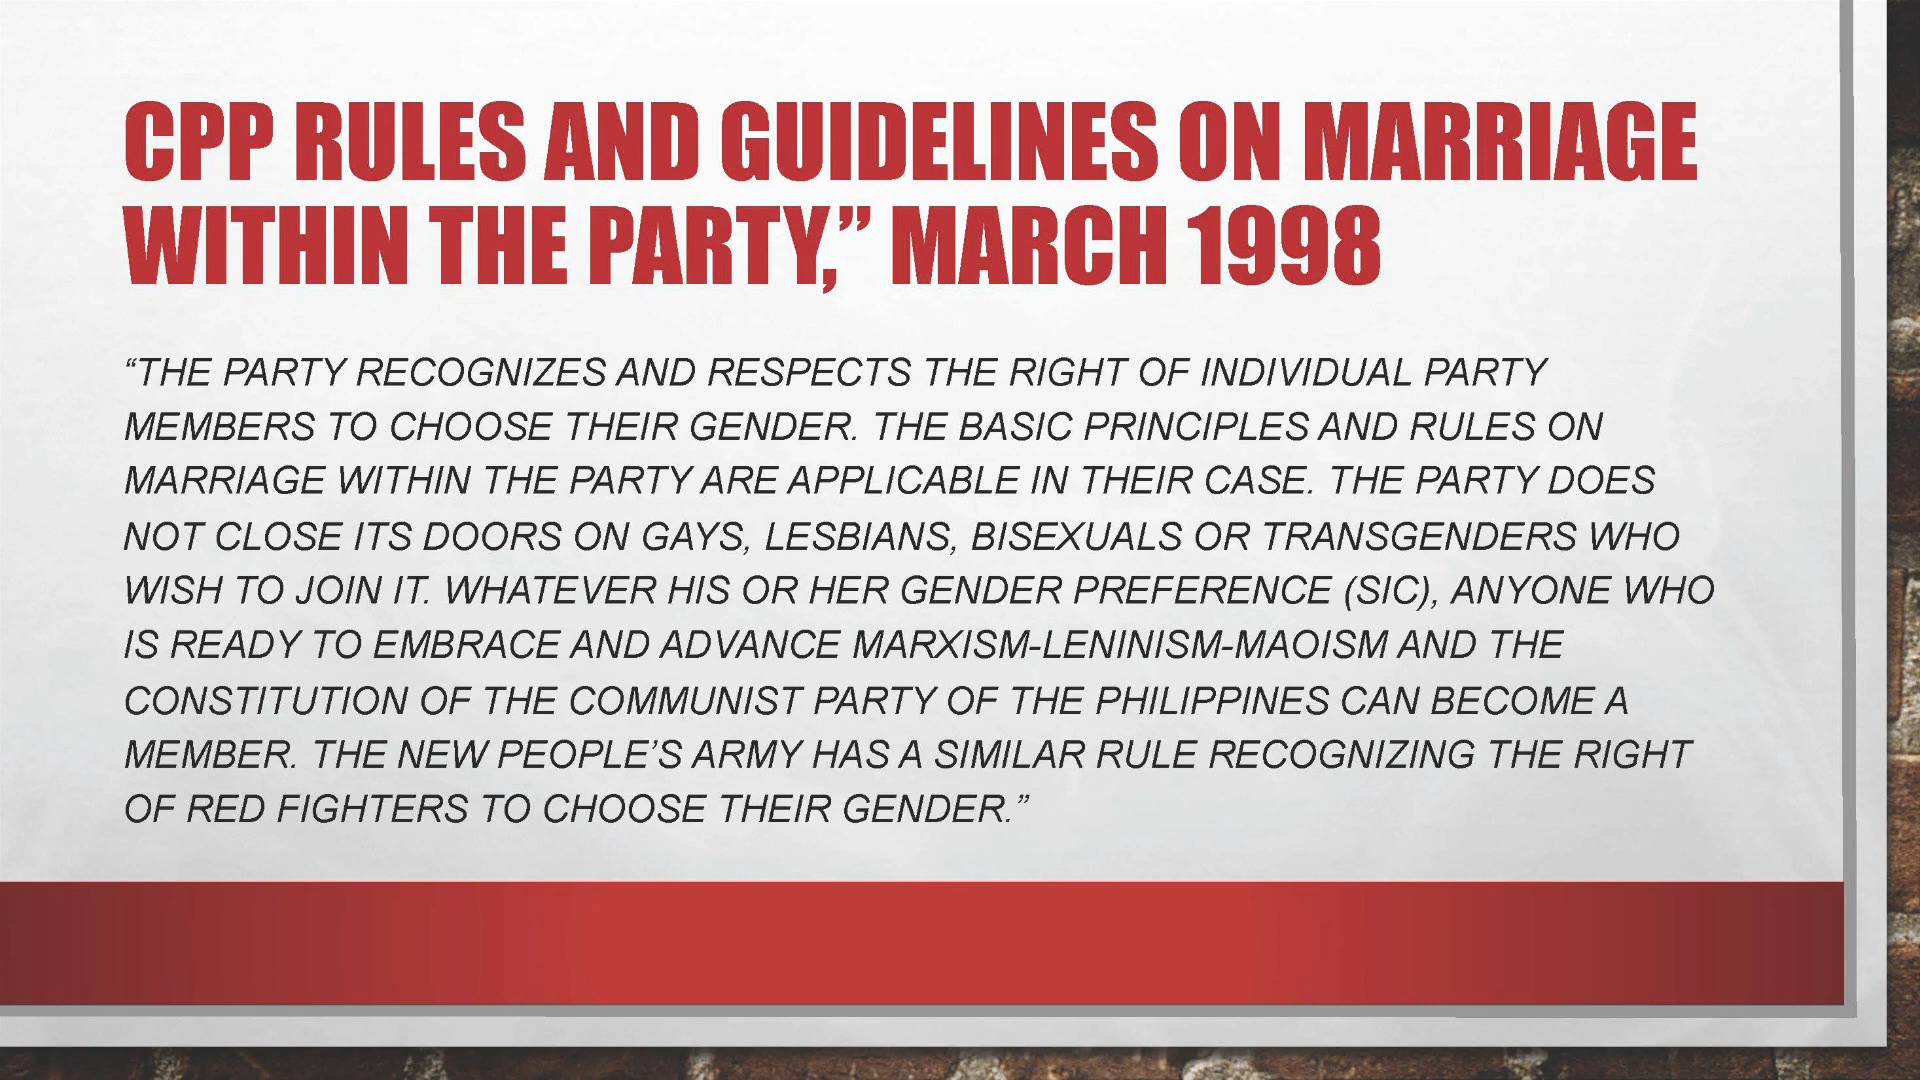 CPP RULES AND GUIDELINES ON MARRIAGE
WITHIN THE PARTY,” MARCH 1998
“THE PARTY RECOGNIZES AND RESPECTS THE RIGHT OF INDIVIDUAL PARTY
MEMBERS TO CHOOSE THEIR GENDER. THE BASIC PRINCIPLES AND RULES ON
MARRIAGE WITHIN THE PARTY ARE APPLICABLE IN THEIR CASE. THE PARTY DOES
NOT CLOSE ITS DOORS ON GAYS, LESBIANS, BISEXUALS OR TRANSGENDERS WHO
WISH TO JOIN IT. WHATEVER HIS OR HER GENDER PREFERENCE (SIC), ANYONE WHO
IS READY TO EMBRACE AND ADVANCE MARXISM-LENINISM-MAOISM AND THE
CONSTITUTION OF THE COMMUNIST PARTY OF THE PHILIPPINES CAN BECOME A
MEMBER. THE NEW PEOPLE’S ARMY HAS A SIMILAR RULE RECOGNIZING THE RIGHT
OF RED FIGHTERS TO CHOOSE THEIR GENDER.”